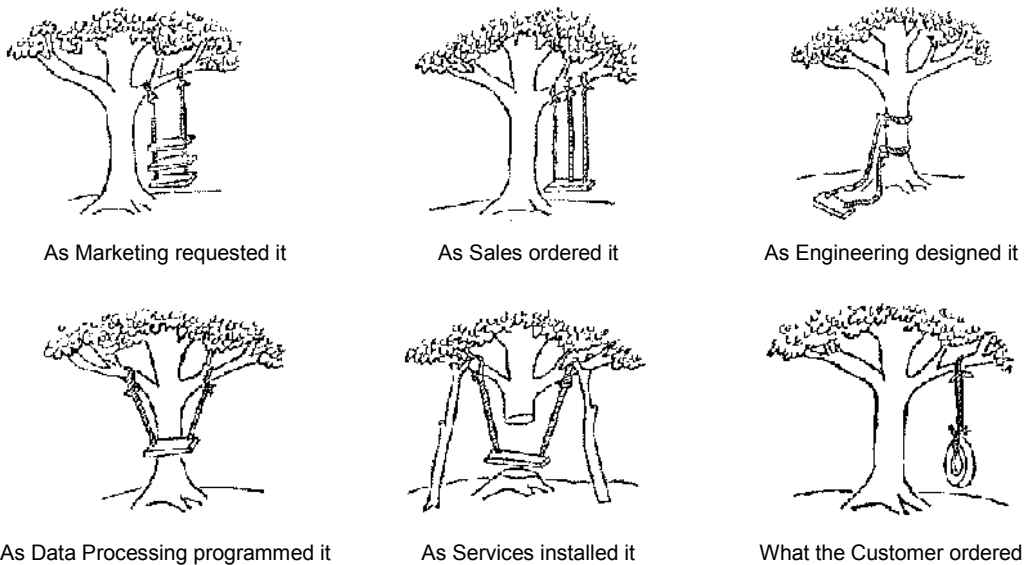 As Marketing requested it
As Sales ordered it
As Engineering designed it
As Data Processing programmed it
As Services installed it
What the Customer ordered